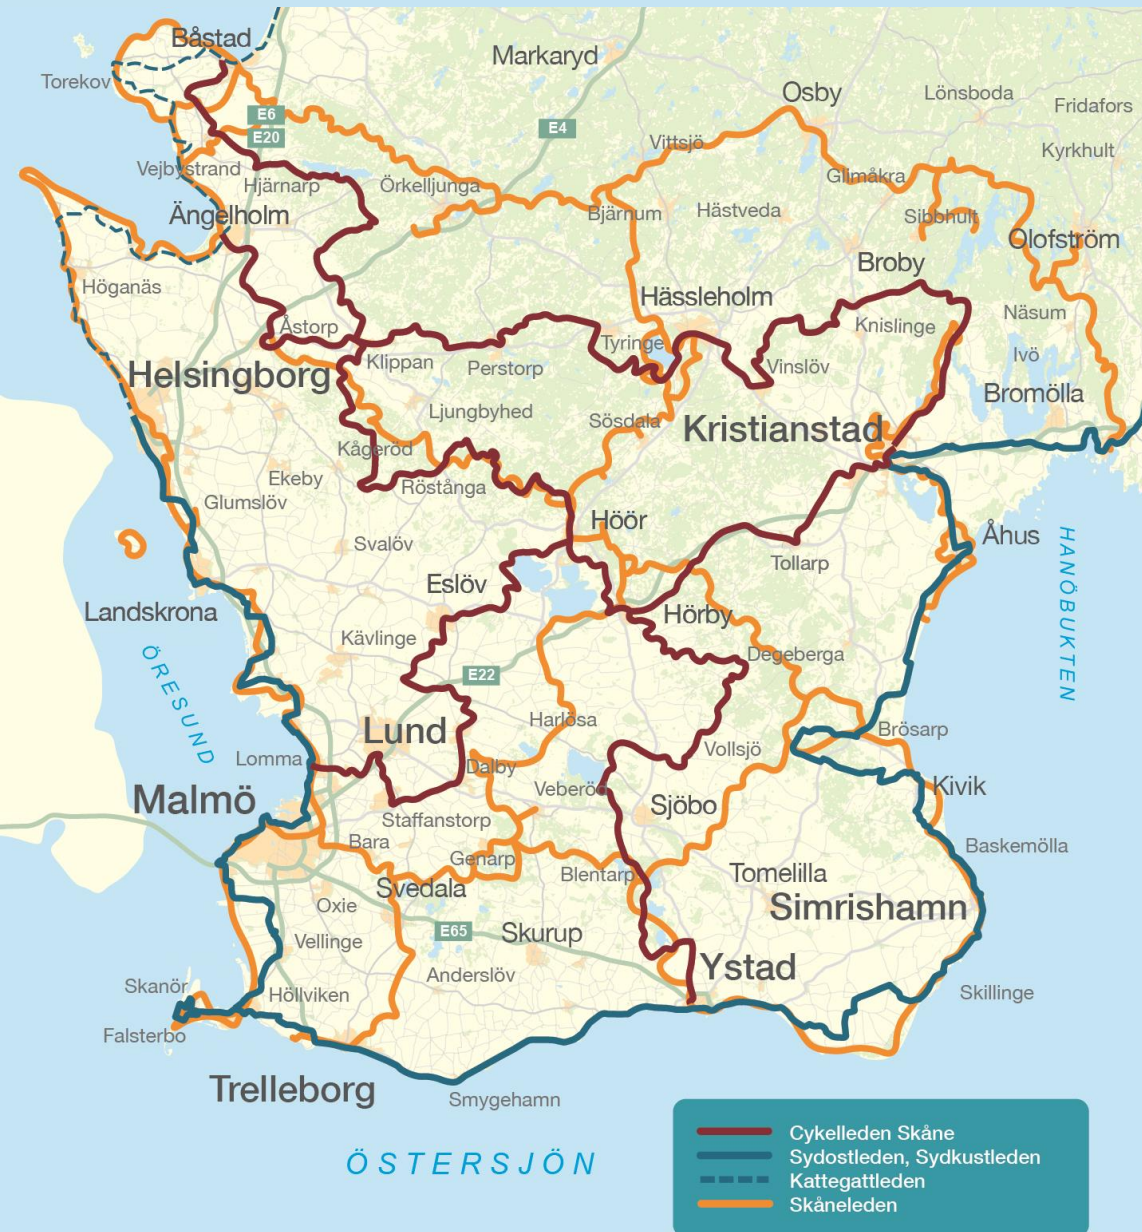 Båstad
Markaryd
Torekov
Osby
Lönsboda
Fridafors
E6
E20
E4
Vittsjö
Kyrkhult
Vejbystrand
Hjärnarp
Örkelljunga
Glimåkra
Ängelholm
Bjärnum
Hästveda
Sibbhult
Olofström
Broby
Höganäs
Hässleholm
Näsum
Åstorp
Knislinge
Tyringe
Ivö
Klippan
Perstorp
Vinslöv
Helsingborg
Bromölla
Ljungbyhed
Sösdala
Kristianstad
Kågeröd
Ekeby
Röstånga
Glumslöv
Höör
Åhus
HANÖBUKTEN
Svalöv
Tollarp
Eslöv
Landskrona
Hörby
Kävlinge
ÖRESUND
Degeberga
E22
Harlösa
Lund
Brösarp
Vollsjö
Lomma
Dalby
Veberöd
Kivik
Malmö
Sjöbo
Staffanstorp
Bara
Baskemölla
Genarp
Blentarp
Tomelilla
Svedala
Simrishamn
Oxie
E65
Skurup
Vellinge
Ystad
Anderslöv
Skanör
Höllviken
Skillinge
Falsterbo
Trelleborg
Smygehamn
ÖSTERSJÖN
Cykelleden Skåne
Sydostleden, Sydkustleden
Kattegattleden
Skåneleden